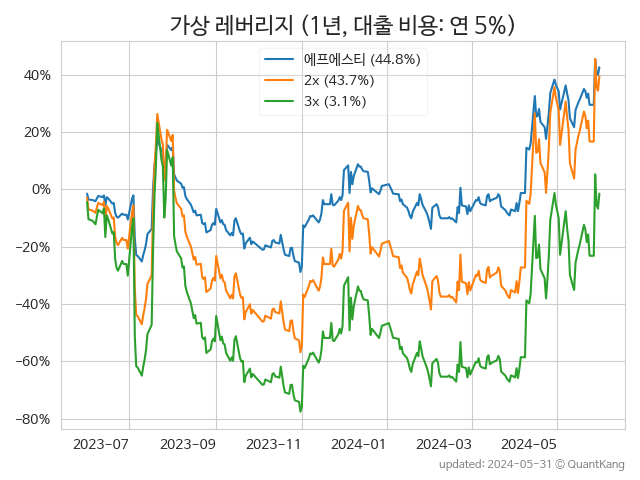 가상 레버리지 (1년, 대출 비용: 연 5%)
에프에스티 (44.8%)
2x (43.7%)
3x (3.1%)
40%
20%
0%
−20%
−40%
−60%
−80%
2023-07
2023-09
2023-11
2024-01
2024-03
2024-05
updated: 2024-05-31 © QuantKang